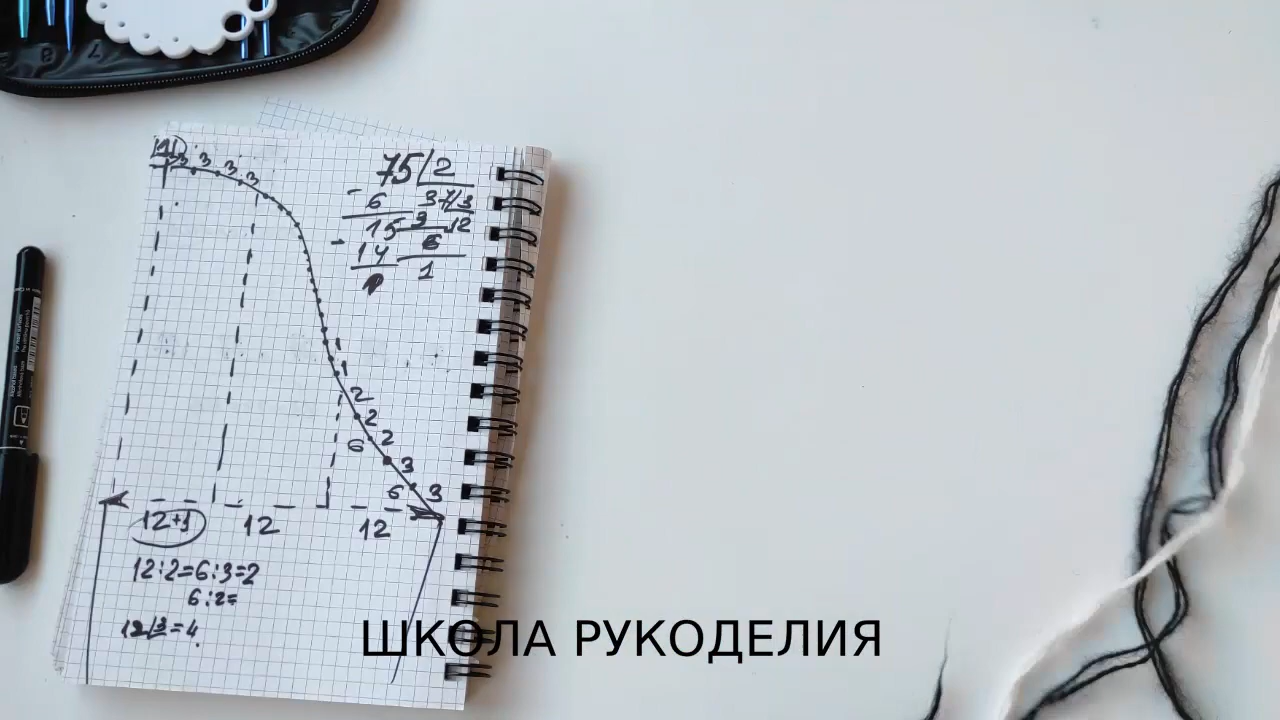 3 3 3 3
75 2
- 6 37 3
15 3 12
- 14 6
1
1
2
2
6 2
3
6 3
12+1 12 12
12:2=6:3=2
6:2=
12:3=4
ШКОЛА РУКОДЕЛИЯ